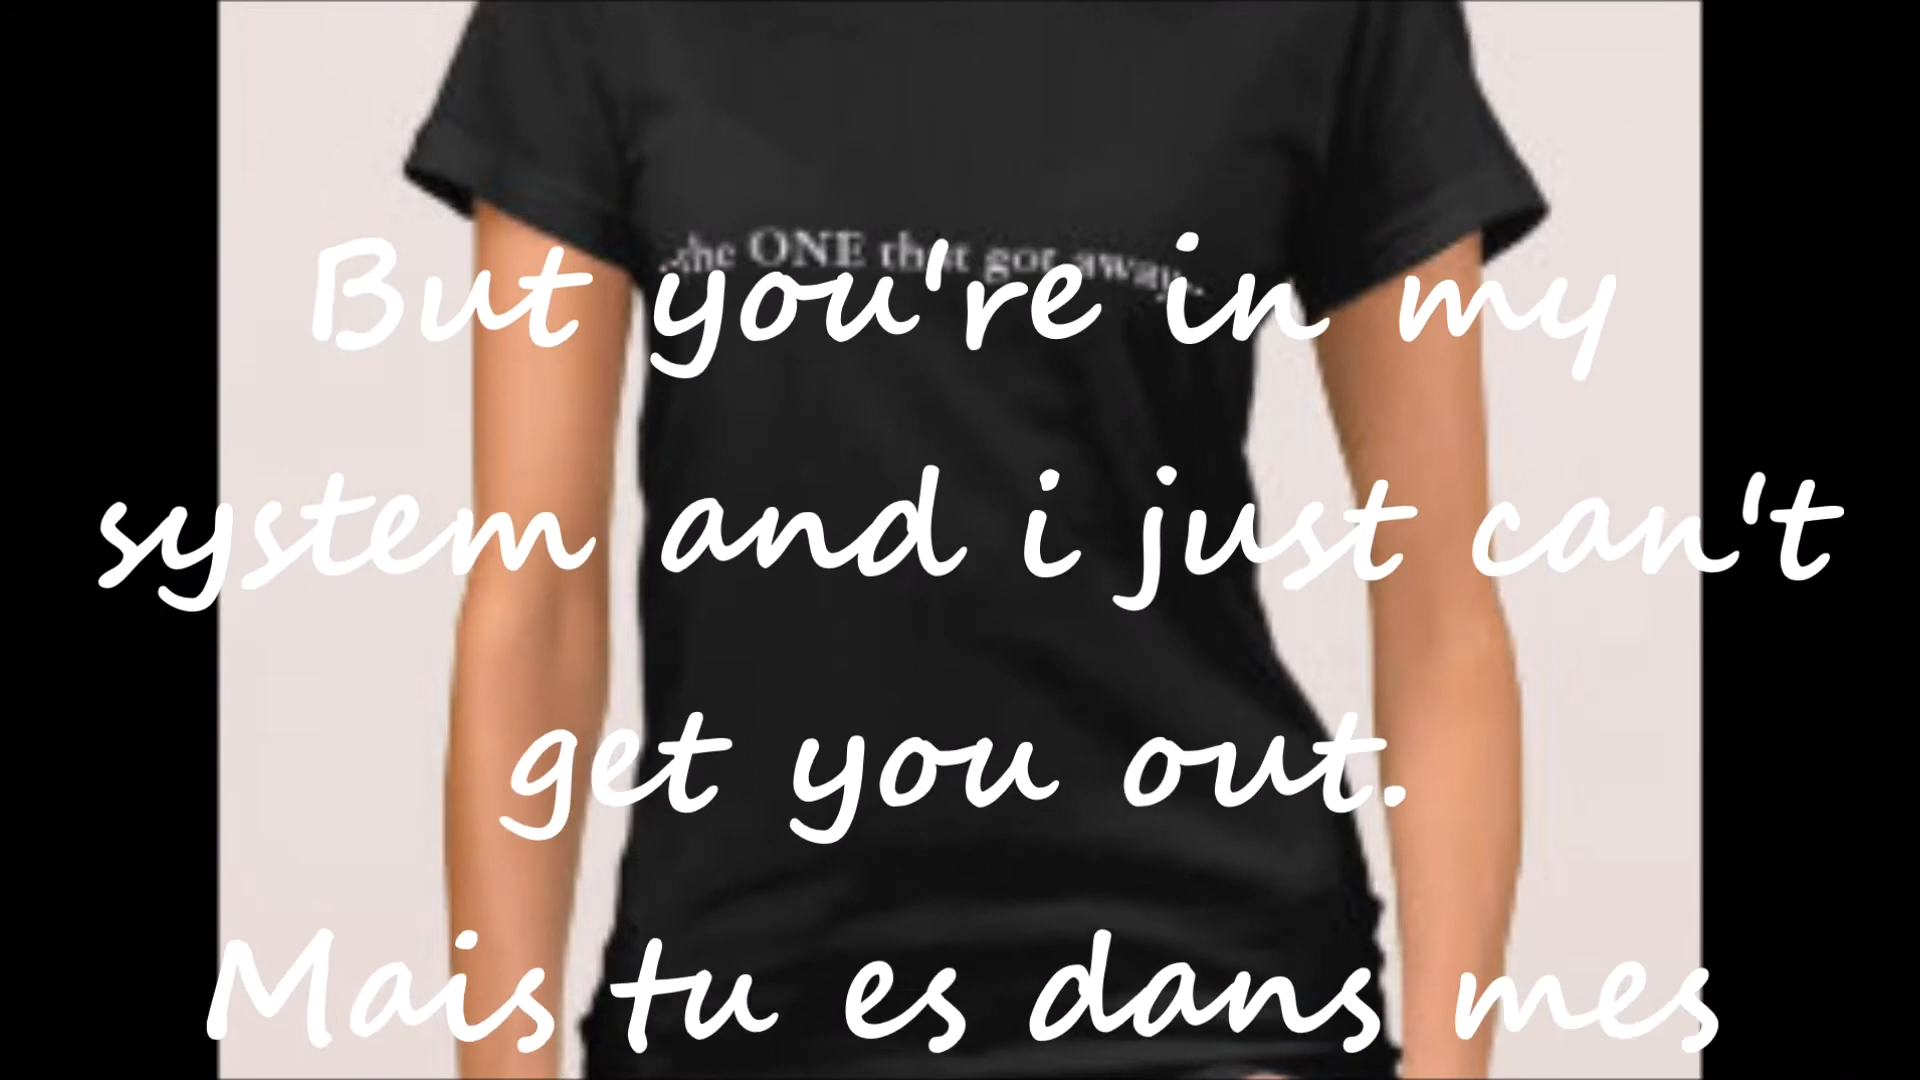 ..the ONE that got away..
But you're in my
system and i just can't
get you out.
Mais tu es dans mes